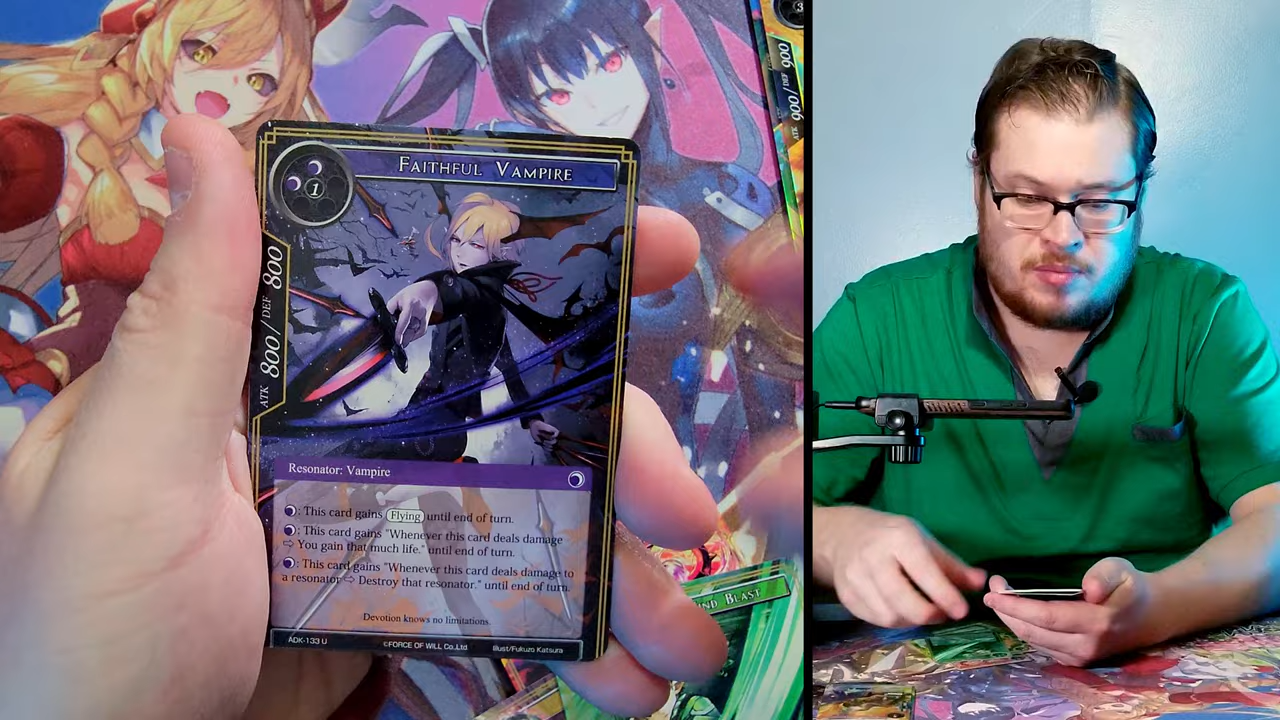 FAITHFUL VAMPIRE
1
ATK 800/DEF 800
Resonator: Vampire
: This card gains Flying until end of turn.
: This card gains "Whenever this card deals damage
⇨ You gain that much life." until end of turn.
: This card gains "Whenever this card deals damage to
a resonator ⇨ Destroy that resonator." until end of turn.
Devotion knows no limitations.
ADK-133 U ©FORCE OF WILL Co.,Ltd. Illust/Fukuzo Katsura
3
ATK 900/DEF 900
BLAST